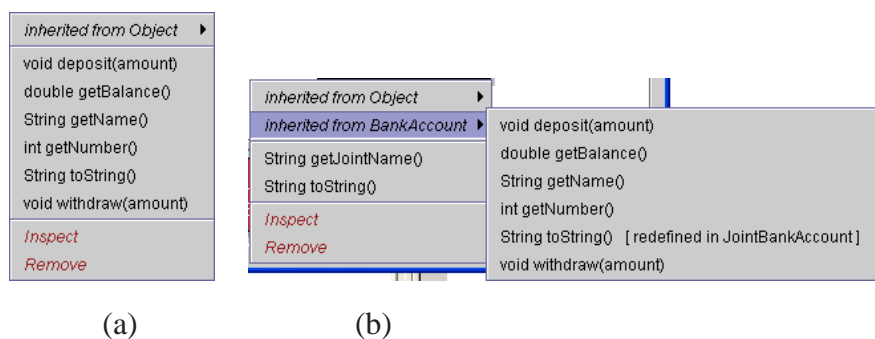 inherited from Object
void deposit(amount)
double getBalance()
String getName()
int getNumber()
String toString()
void withdraw(amount)
Inspect
Remove
(a)
inherited from Object
inherited from BankAccount
String getJointName()
String toString()
Inspect
Remove
void deposit(amount)
double getBalance()
String getName()
int getNumber()
String toString() [ redefined in JointBankAccount ]
void withdraw(amount)
(b)